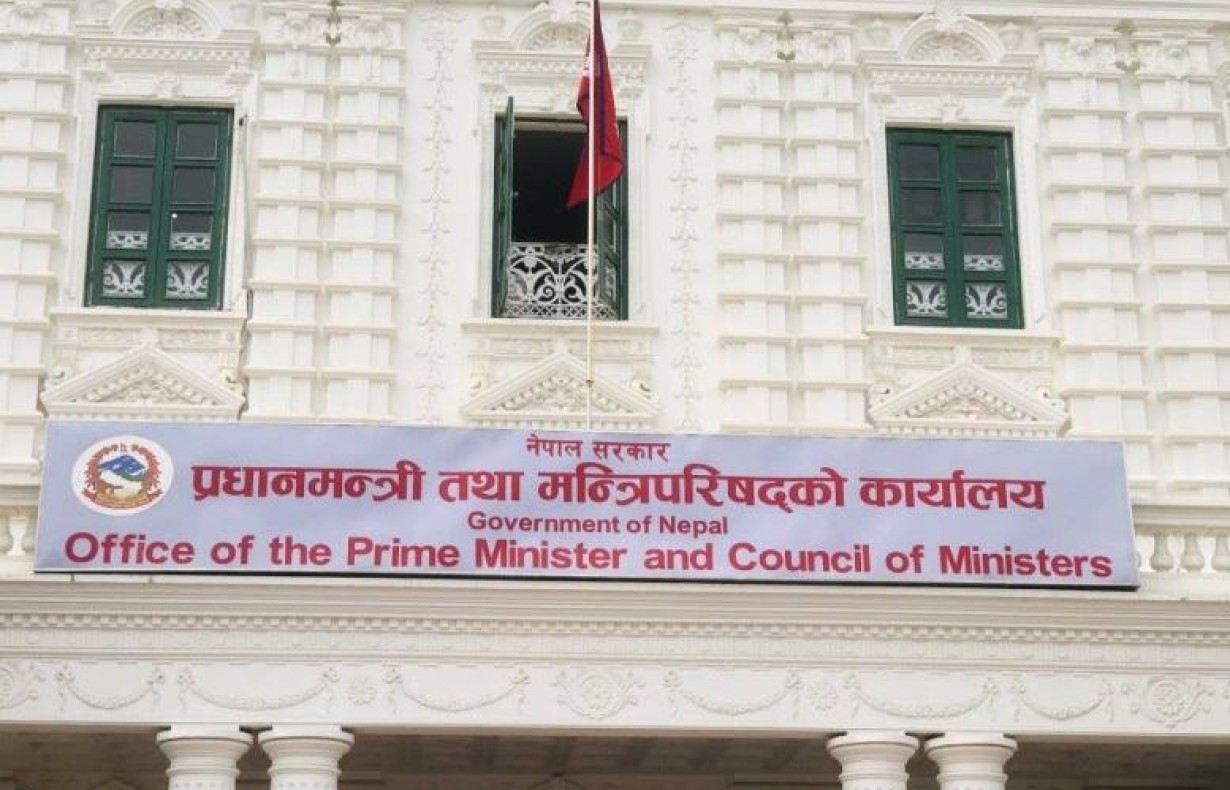 नेपाल सरकार
प्रधानमन्त्री तथा मन्त्रिपरिषद्को कार्यालय
Government of Nepal
Office of the Prime Minister and Council of Ministers